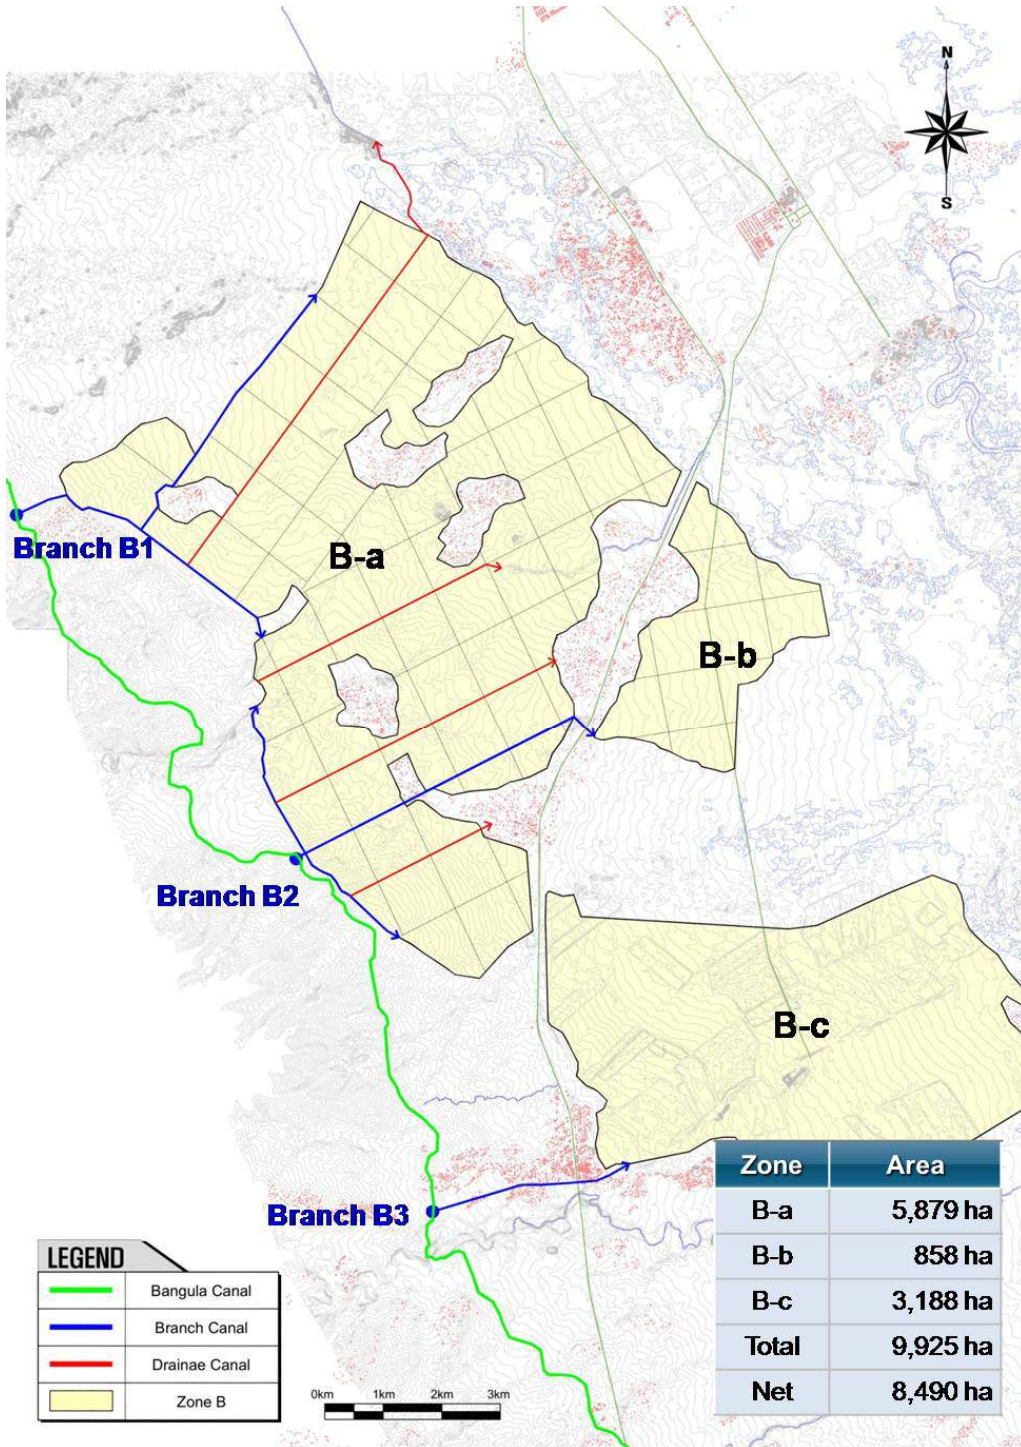 N
S
Branch B1
B-a
B-b
Branch B2
B-c
Branch B3
Zone Area
B-a 5,879 ha
B-b 858 ha
B-c 3,188 ha
Total 9,925 ha
Net 8,490 ha
LEGEND
Bangula Canal
Branch Canal
Drainae Canal
Zone B
0km 1km 2km 3km